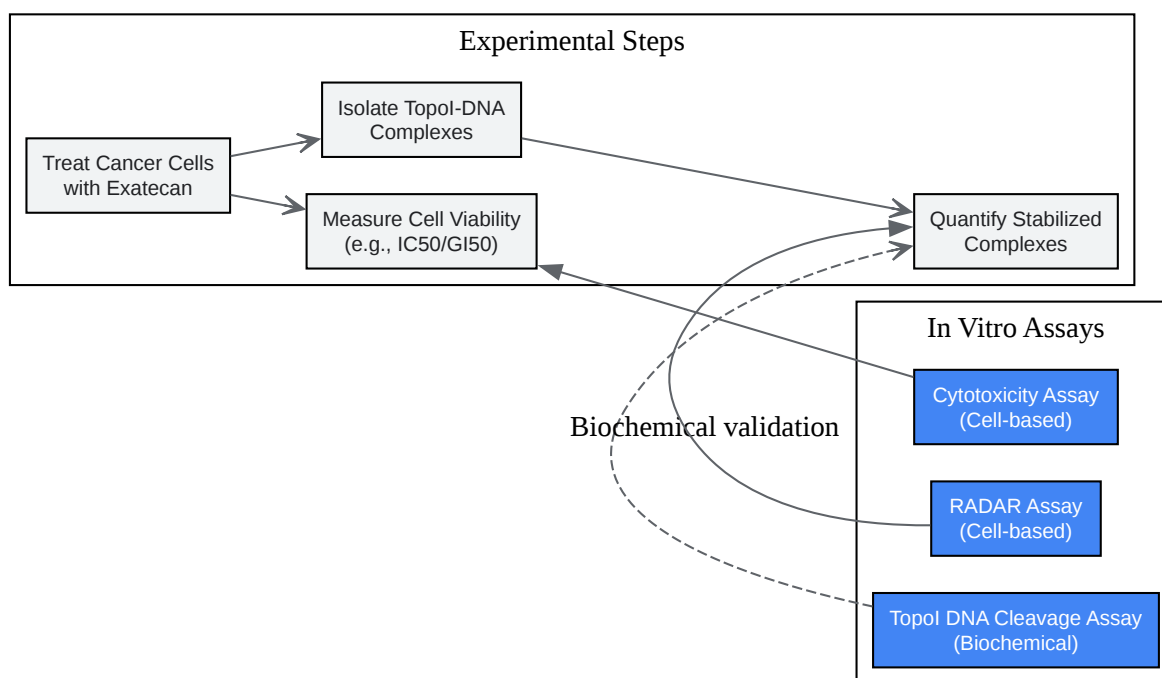 Experimental Steps
Isolate TopoI-DNA
Complexes
Treat Cancer Cells
with Exatecan
Measure Cell Viability
(e.g., IC50/GI50)
Quantify Stabilized
Complexes
In Vitro Assays
Cytotoxicity Assay
(Cell-based)
Biochemical validation
RADAR Assay
(Cell-based)
TopoI DNA Cleavage Assay
(Biochemical)